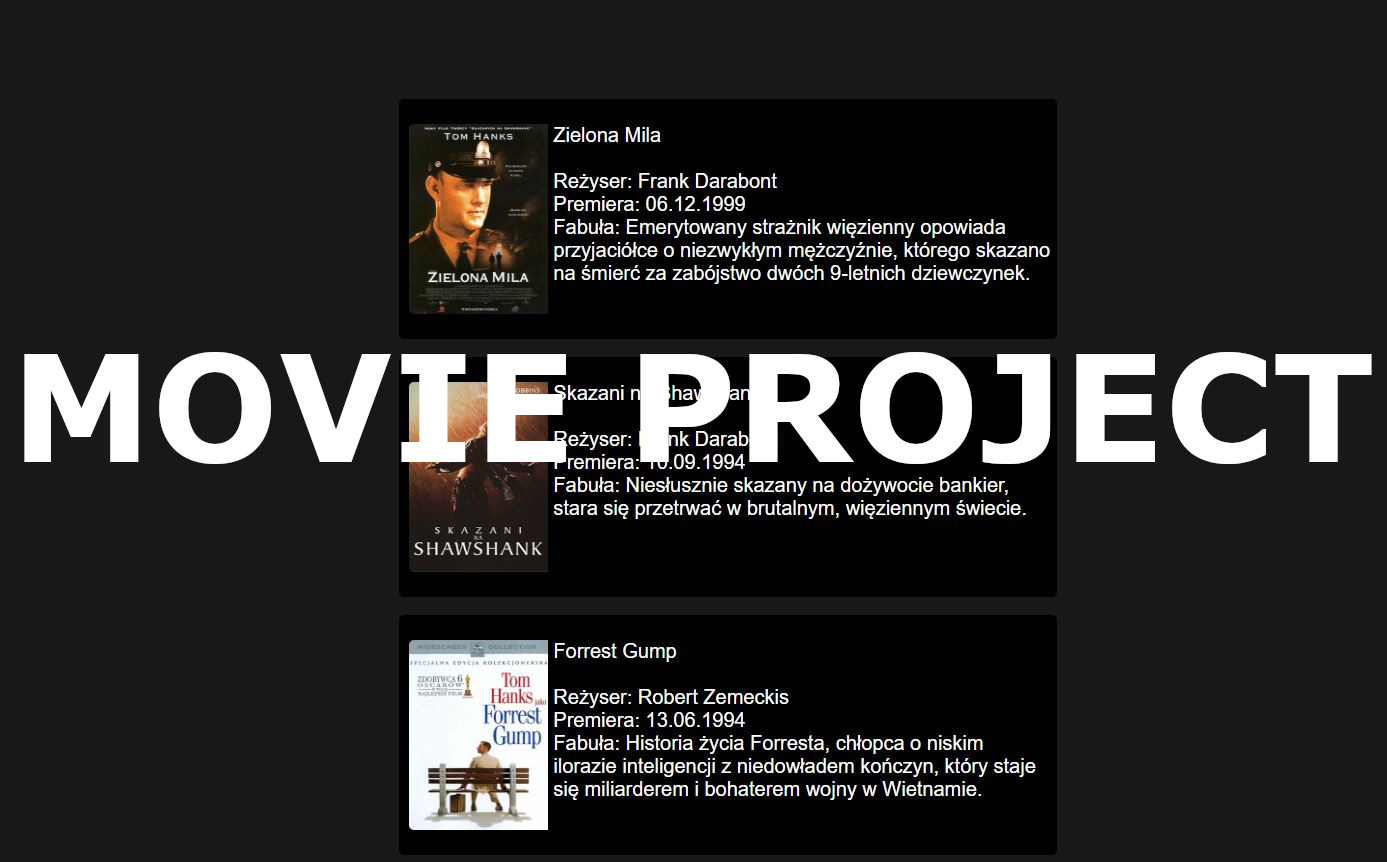 TOM HANKS
ZIELONA MILA
Zielona Mila
Reżyser: Frank Darabont
Premiera: 06.12.1999
Fabuła: Emerytowany strażnik więzienny opowiada
przyjaciółce o niezwykłym mężczyźnie, którego skazano
na śmierć za zabójstwo dwóch 9-letnich dziewczynek.
MOVIE PROJECT
Skazani
Reżyser: Darab
Premiera: 10.09.1994
Fabuła: Niesłusznie skazany na dożywocie bankier,
stara się przetrwać w brutalnym, więziennym świecie.
SKAZANI
NA
SHAWSHANK
WIDESCREEN COLLECTION
SPECJALNA EDYCJA KOLEKCJONERSKA
ZDOBYWCA 6
OSCARÓW
W TYM
NAJLEPSZY FILM
Tom
Hanks jako
Forrest
Gump
Forrest Gump
Reżyser: Robert Zemeckis
Premiera: 13.06.1994
Fabuła: Historia życia Forresta, chłopca o niskim
ilorazie inteligencji z niedowładem kończyn, który staje
się miliarderem i bohaterem wojny w Wietnamie.